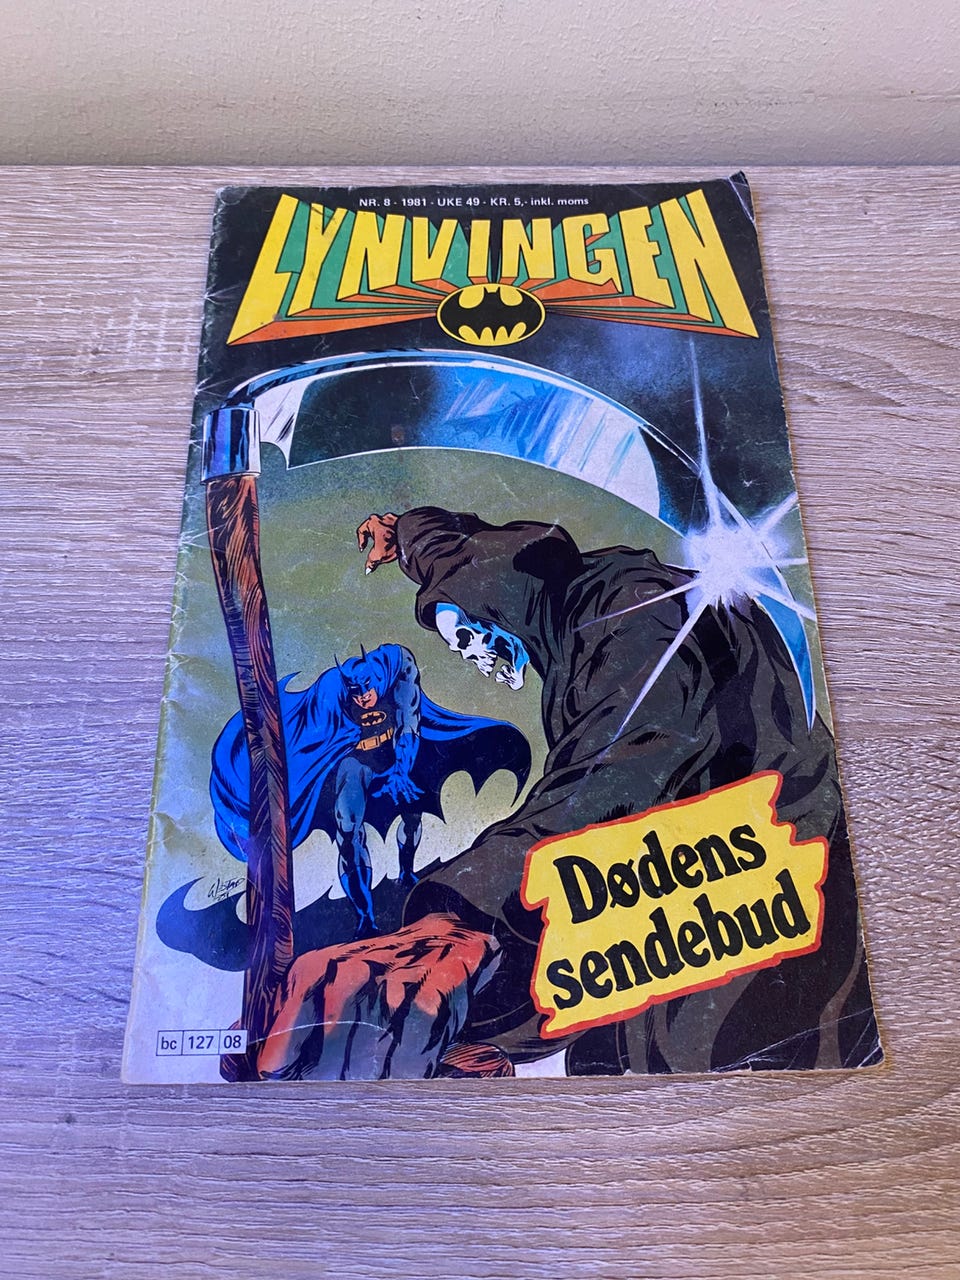 NR. 8 - 1981 - UKE 49 - KR. 5,- inkl. moms
LYNVINGEN
Dødens
sendebud
bc 127 08